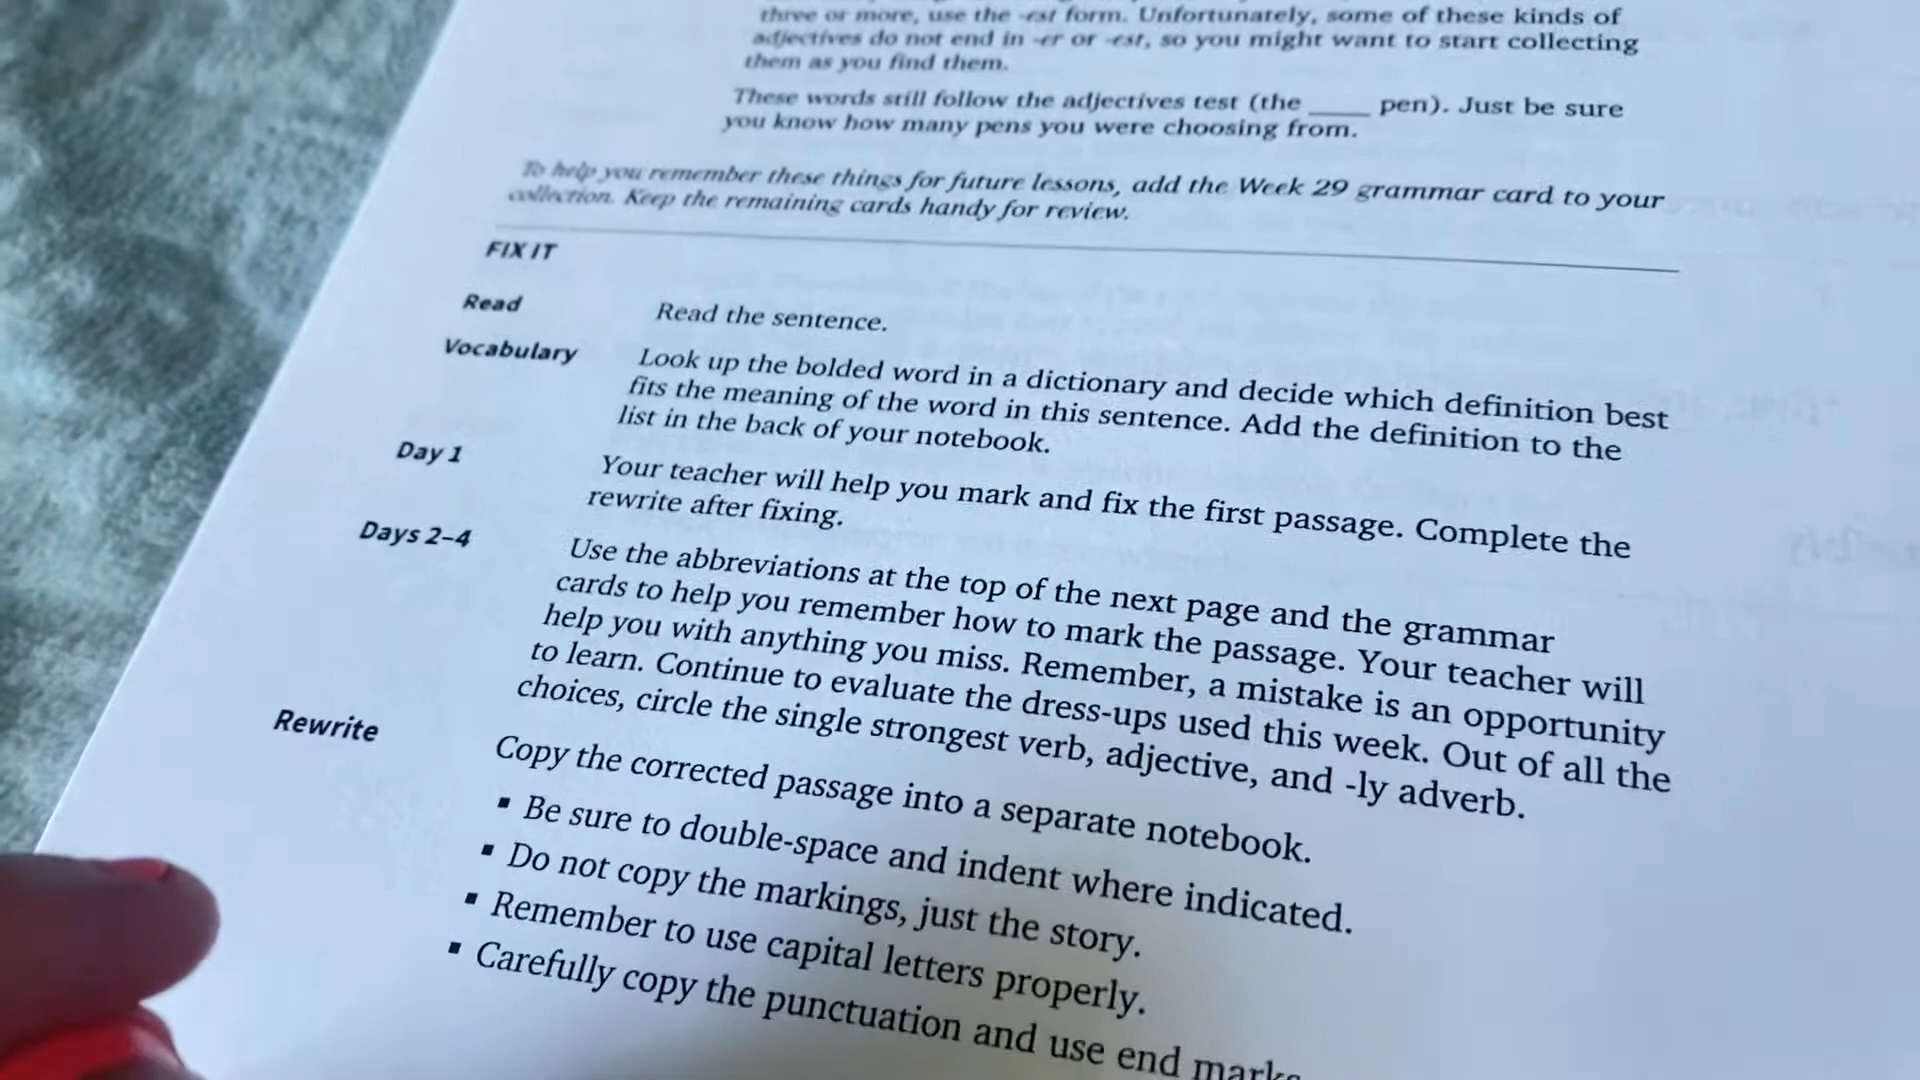 three or more, use the -est form. Unfortunately, some of these kinds of
adjectives do not end in -er or -est, so you might want to start collecting
them as you find them.
These words still follow the adjectives test (the ____ pen). Just be sure
you know how many pens you were choosing from.
To help you remember these things for future lessons, add the Week 29 grammar card to your
collection. Keep the remaining cards handy for review.
FIX IT
Read Read the sentence.
Vocabulary Look up the bolded word in a dictionary and decide which definition best
fits the meaning of the word in this sentence. Add the definition to the
list in the back of your notebook.
Day 1 Your teacher will help you mark and fix the first passage. Complete the
rewrite after fixing.
Days 2–4 Use the abbreviations at the top of the next page and the grammar
cards to help you remember how to mark the passage. Your teacher will
help you with anything you miss. Remember, a mistake is an opportunity
to learn. Continue to evaluate the dress-ups used this week. Out of all the
choices, circle the single strongest verb, adjective, and -ly adverb.
Rewrite Copy the corrected passage into a separate notebook.
▪ Be sure to double-space and indent where indicated.
▪ Do not copy the markings, just the story.
▪ Remember to use capital letters properly.
▪ Carefully copy the punctuation and use end marks